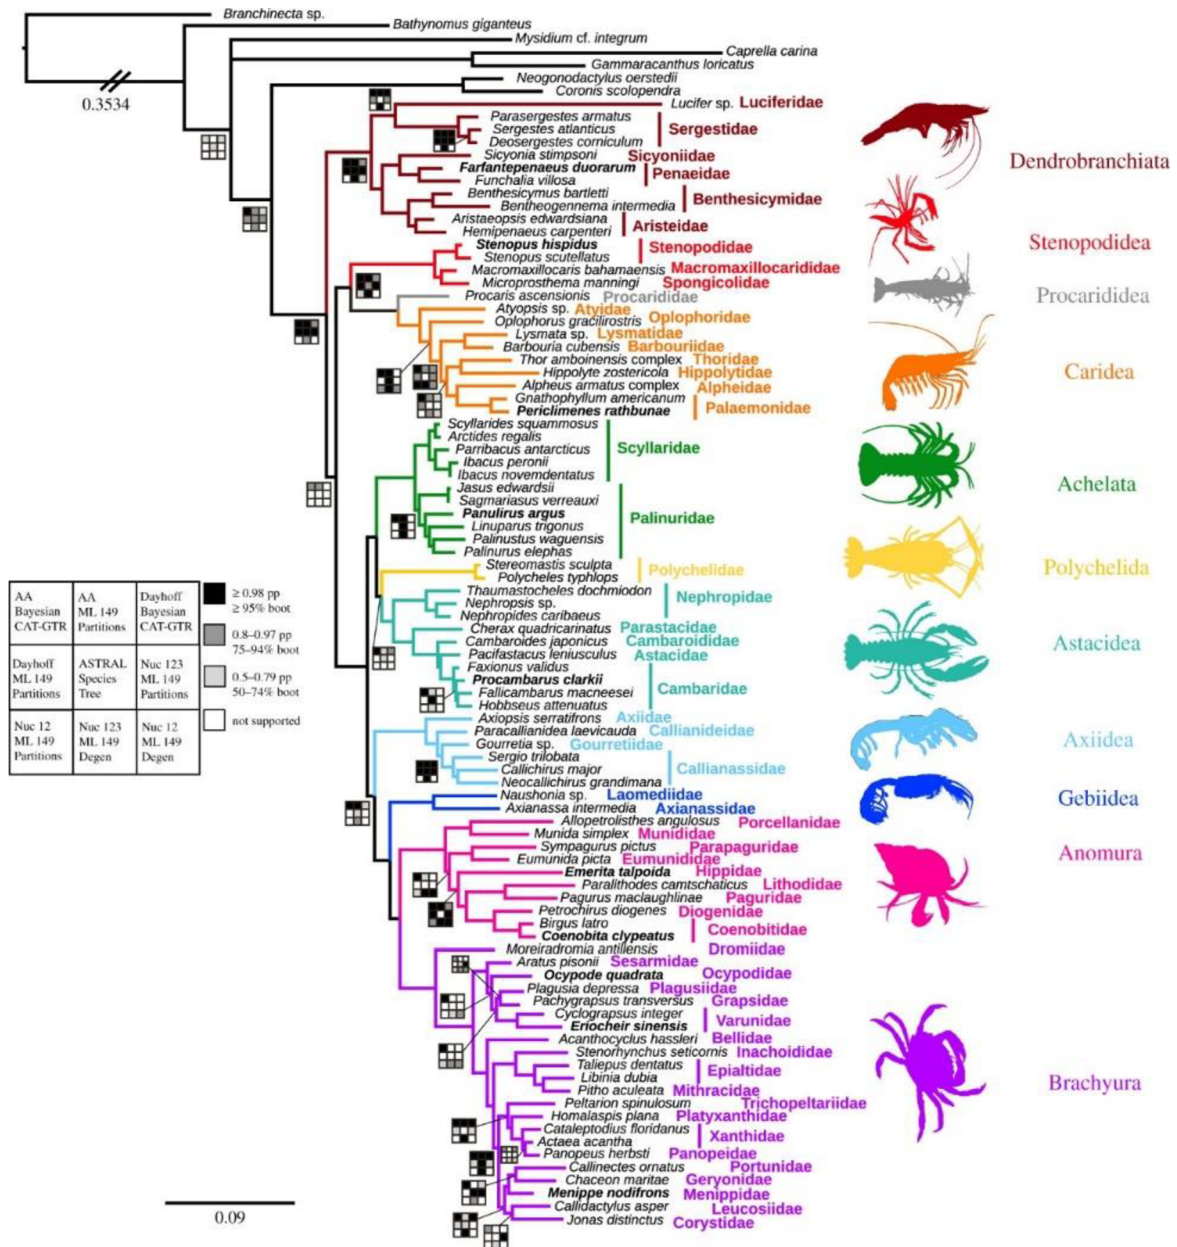 Branchinecta sp.
Bathynomus giganteus
Mysidium cf. integrum
Caprella carina
Gammaracanthus loricatus
0.3534
Neogonodactylus oerstedii
Coronis scolopendra
Lucifer sp. Luciferidae
Parasergestes armatus
Sergestes atlanticus Sergestidae
Deosergestes corniculum
Sicyonia stimpsoni Sicyoniidae
Farfantepenaeus duorarum Penaeidae
Funchalia villosa
Dendrobranchiata
Benthesicymus bartletti Benthesicymidae
Bentheogennema intermedia
Aristaeopsis edwardsiana Aristeidae
Hemipenaeus carpenteri
Stenopus hispidus Stenopodidae
Stenopus scutellatus
Stenopodidea
Macromaxillocaris bahamaensis Macromaxillocarididae
Microprosthema manningi Spongicolidae
Procaris ascensionis Procarididae
Procarididea
Atyopsis sp. Atyidae
Oplophorus gracilirostris Oplophoridae
Lysmata sp. Lysmatidae
Barbouria cubensis Barbouriidae
Thor amboinensis complex Thoridae
Hippolyte zostericola Hippolytidae
Caridea
Alpheus armatus complex Alpheidae
Gnathophyllum americanum Palaemonidae
Periclimenes rathbunae
Scyllarides squammosus
Arctides regalis
Parribacus antarcticus Scyllaridae
Ibacus peronii
Ibacus novemdentatus
Achelata
Jasus edwardsii
Sagmariasus verreauxi
Panulirus argus Palinuridae
Linuparus trigonus
Palinustus waguensis
Palinurus elephas
Stereomastis sculpta Polychelidae
Polycheles typhlops
Polychelida
Thaumastocheles dochmiodon
Nephropsis sp. Nephropidae
Nephropides caribaeus
Cherax quadricarinatus Parastacidae
Cambaroides japonicus Cambaroididae
Astacidea
Pacifastacus leniusculus Astacidae
Faxionus validus
Procambarus clarkii Cambaridae
Fallicambarus macneesei
Hobbseus attenuatus
AA Bayesian CAT-GTR
AA ML 149 Partitions
Dayhoff Bayesian CAT-GTR
Dayhoff ML 149 Partitions
ASTRAL Species Tree
Nuc 123 ML 149 Partitions
Nuc 12 ML 149 Partitions
Nuc 123 ML 149 Degen
Nuc 12 ML 149 Degen
≥ 0.98 pp
≥ 95% boot
0.8–0.97 pp
75–94% boot
0.5–0.79 pp
50–74% boot
not supported
Axiopsis serratifrons Axiidae
Paracallianidea laevicauda Callianideidae
Gourretia sp. Gourretiidae
Axiidea
Sergio trilobata
Callichirus major Callianassidae
Neocallichirus grandimana
Naushonia sp. Laomediidae
Axianassa intermedia Axianassidae
Gebiidea
Allopetrolisthes angulosus Porcellanidae
Munida simplex Munididae
Sympagurus pictus Parapaguridae
Eumunida picta Eumunididae
Anomura
Emerita talpoida Hippidae
Paralithodes camtschaticus Lithodidae
Pagurus maclaughlinae Paguridae
Petrochirus diogenes Diogenidae
Birgus latro Coenobitidae
Coenobita clypeatus
Moreiradromia antillensis Dromiidae
Aratus pisonii Sesarmidae
Ocypode quadrata Ocypodidae
Plagusia depressa Plagusiidae
Pachygrapsus transversus Grapsidae
Cyclograpsus integer Varunidae
Eriocheir sinensis
Acanthocyclus hassleri Bellidae
Stenorhynchus seticornis Inachoididae
Taliepus dentatus Epialtidae
Libinia dubia
Brachyura
Pitho aculeata Mithracidae
Peltarion spinulosum Trichopeltariidae
Homalaspis plana Platyxanthidae
Cataleptodius floridanus Xanthidae
Actaea acantha
Panopeus herbsti Panopeidae
Callinectes ornatus Portunidae
Chaceon maritae Geryonidae
Menippe nodifrons Menippidae
Callidactylus asper Leucosiidae
Jonas distinctus Corystidae
0.09